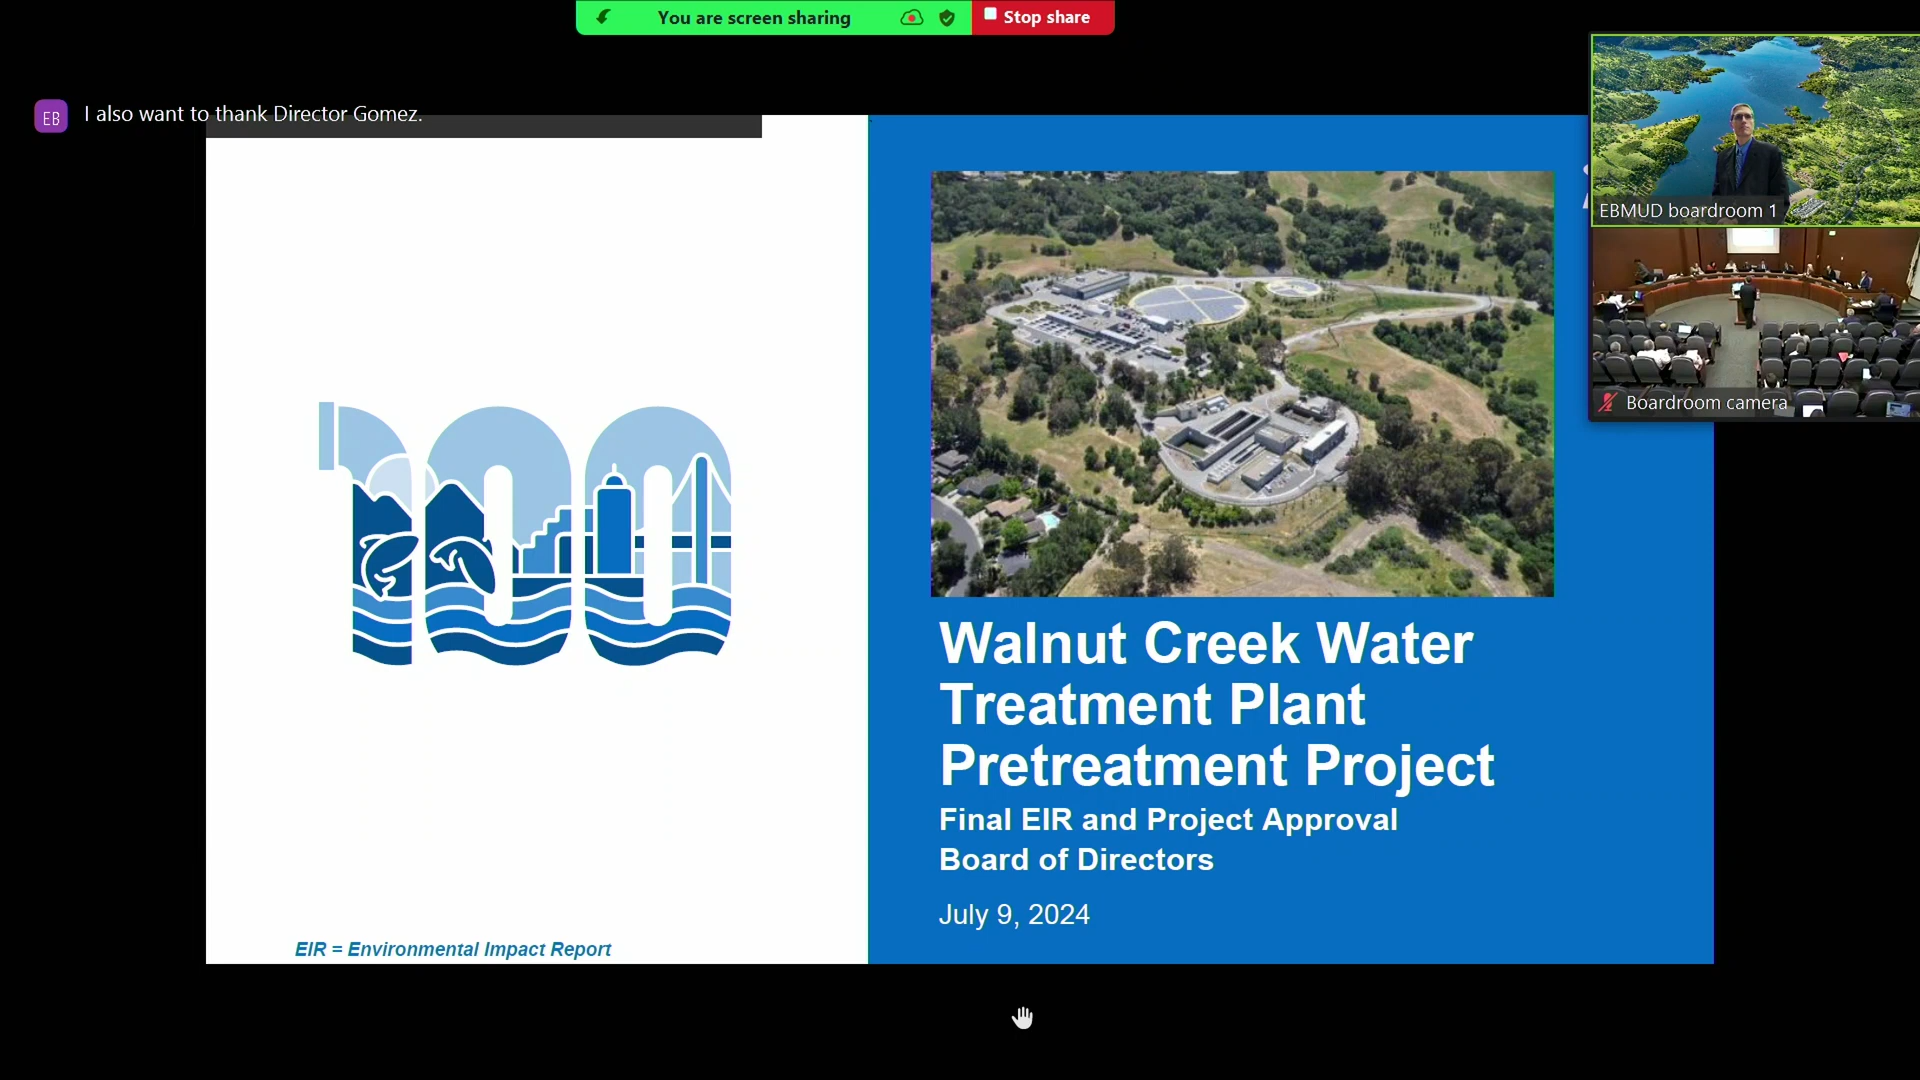 You are screen sharing
Stop share
EB
I also want to thank Director Gomez.
EBMUD boardroom 1
Boardroom camera
100
Walnut Creek Water
Treatment Plant
Pretreatment Project
Final EIR and Project Approval
Board of Directors
July 9, 2024
EIR = Environmental Impact Report